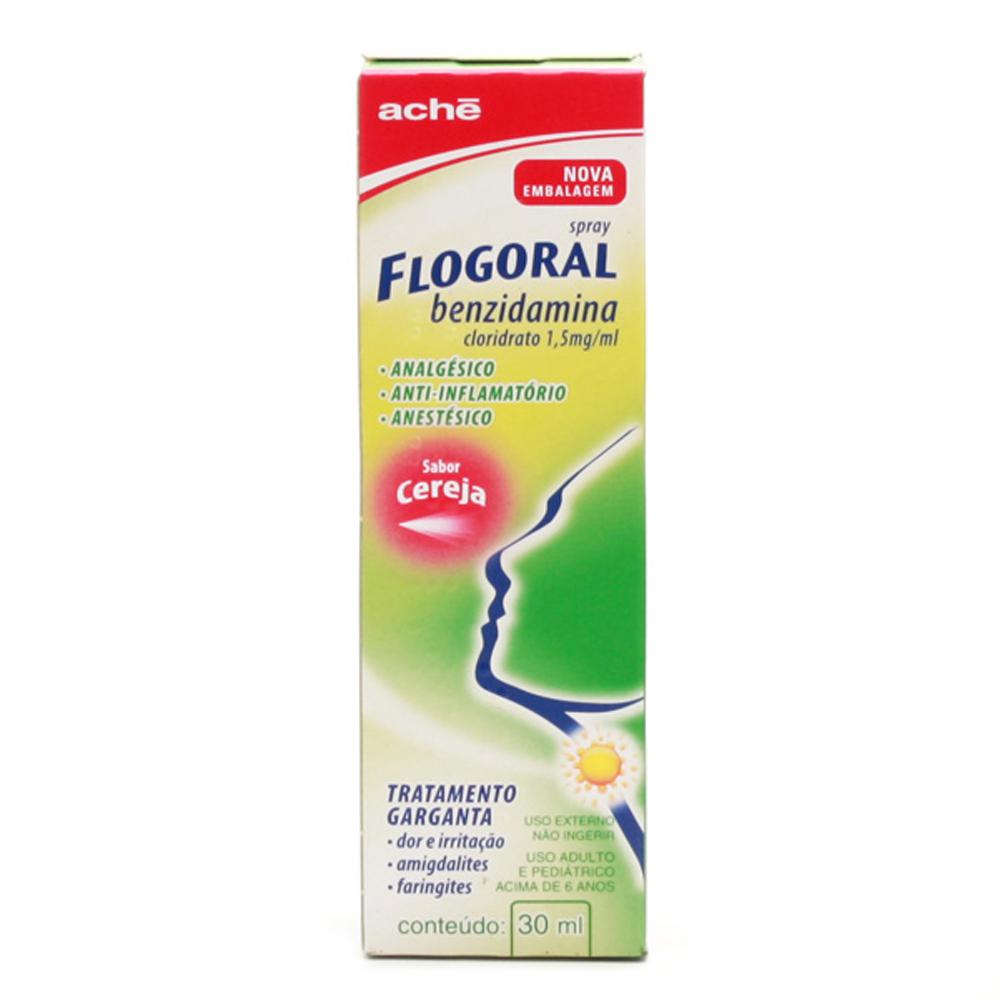 achē
NOVA
EMBALAGEM
spray
FLOGORAL
benzidamina
cloridrato 1,5mg/ml
• ANALGÉSICO
• ANTI-INFLAMATÓRIO
• ANESTÉSICO
Sabor
Cereja
TRATAMENTO
GARGANTA
• dor e irritação
• amigdalites
• faringites
USO EXTERNO
NÃO INGERIR
USO ADULTO
E PEDIÁTRICO
ACIMA DE 6 ANOS
conteúdo: 30 ml